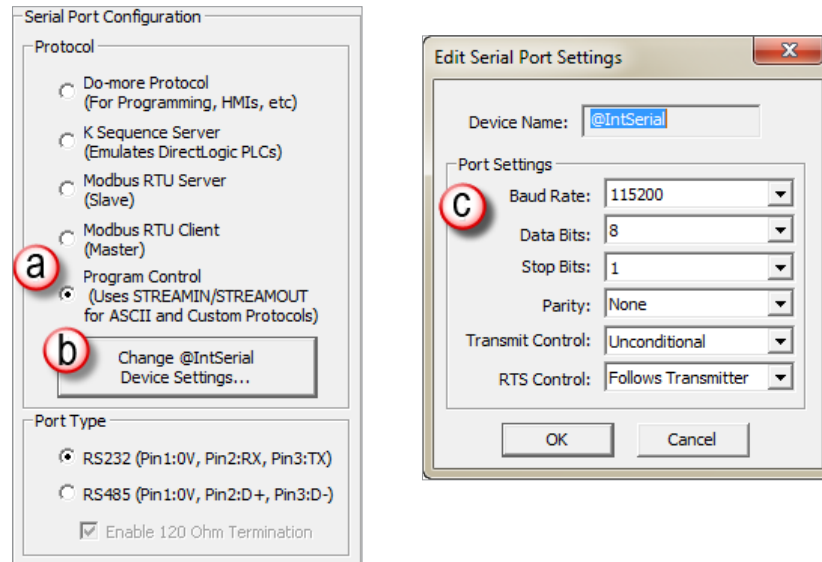 Serial Port Configuration
Protocol
Do-more Protocol
(For Programming, HMIs, etc)
K Sequence Server
(Emulates DirectLogic PLCs)
Modbus RTU Server
(Slave)
Modbus RTU Client
(Master)
a
Program Control
(Uses STREAMIN/STREAMOUT
for ASCII and Custom Protocols)
b
Change @IntSerial
Device Settings...
Port Type
RS232 (Pin1:0V, Pin2:RX, Pin3:TX)
RS485 (Pin1:0V, Pin2:D+, Pin3:D-)
Enable 120 Ohm Termination
Edit Serial Port Settings
x
Device Name: @IntSerial
Port Settings
c
Baud Rate: 115200
Data Bits: 8
Stop Bits: 1
Parity: None
Transmit Control: Unconditional
RTS Control: Follows Transmitter
OK Cancel